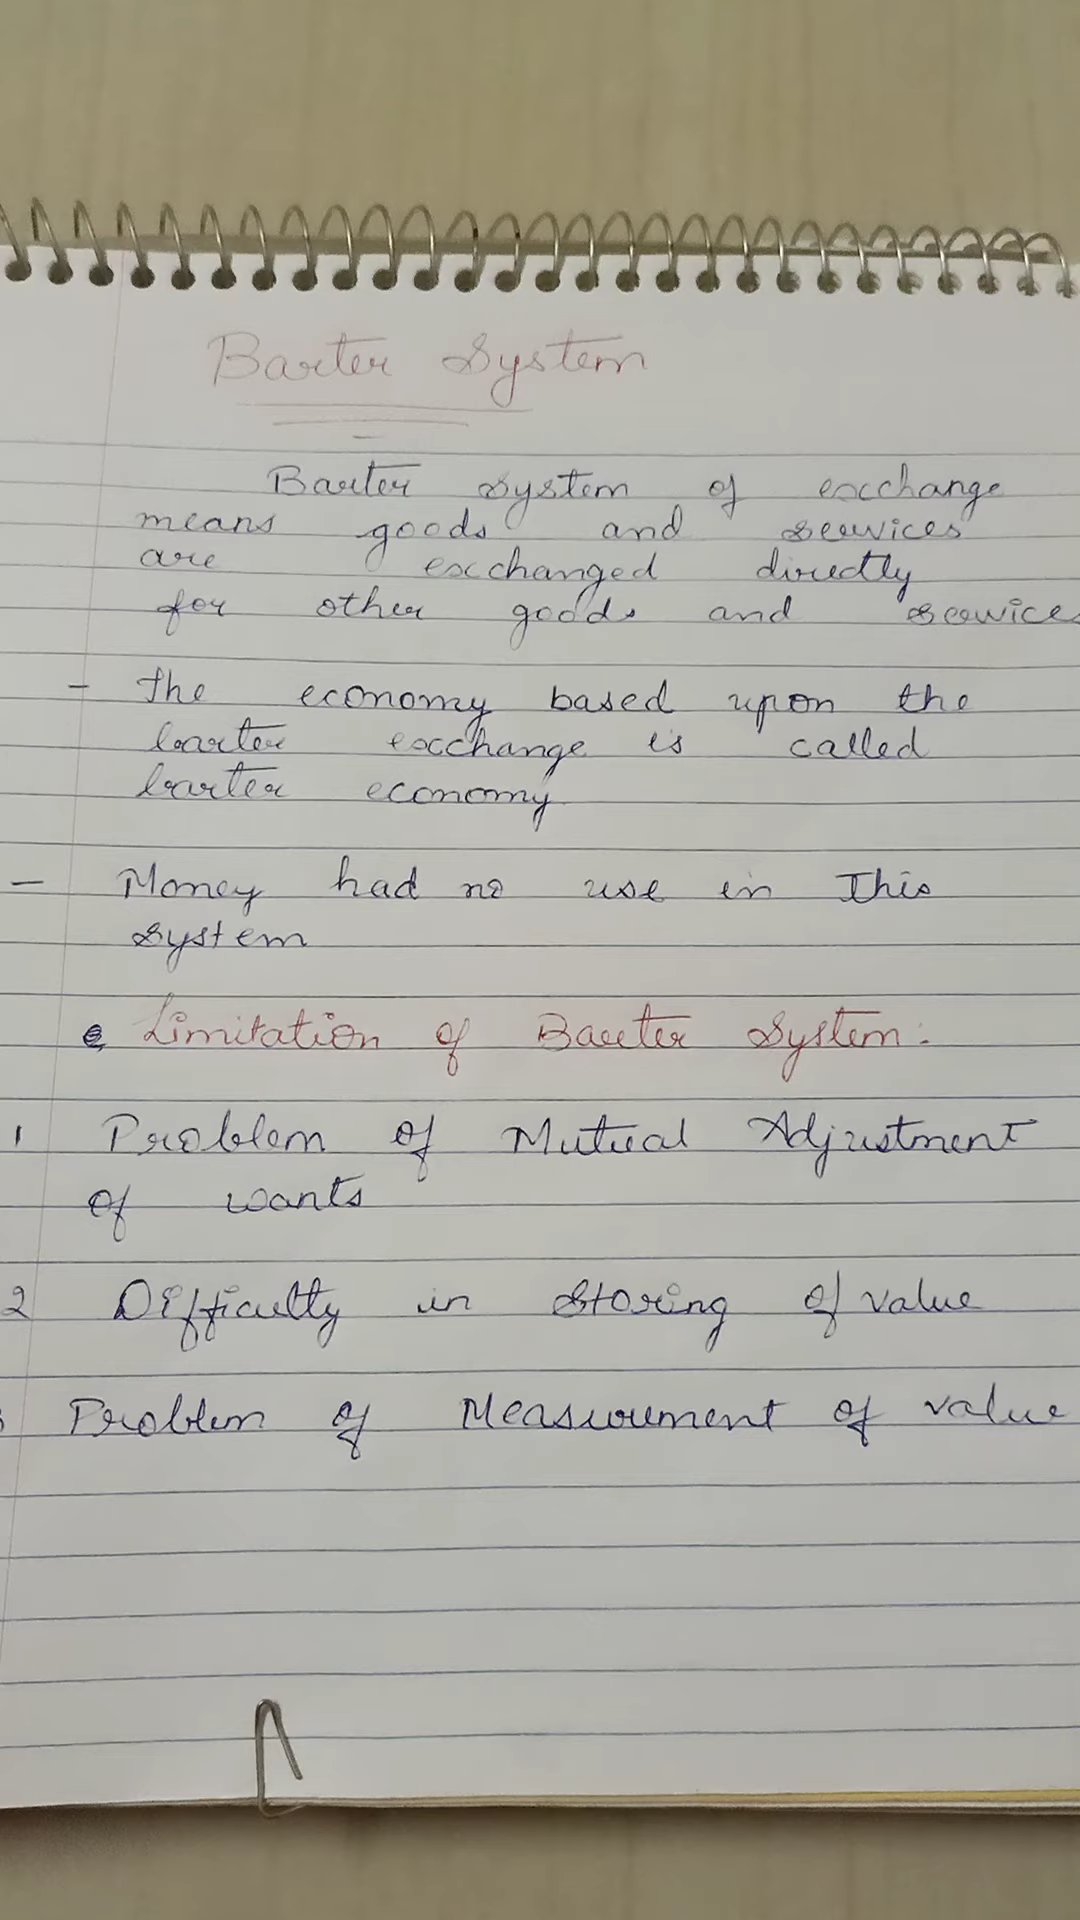 Barter System
Barter system of exchange
means goods and services
are exchanged directly
for other goods and services
- The economy based upon the
barter exchange is called
barter economy
- Money had no use in This
system
Limitation of Barter System :
1 Problem of Mutual Adjustment
of wants
2 Difficulty in Storing of value
Problem of Measurement of value